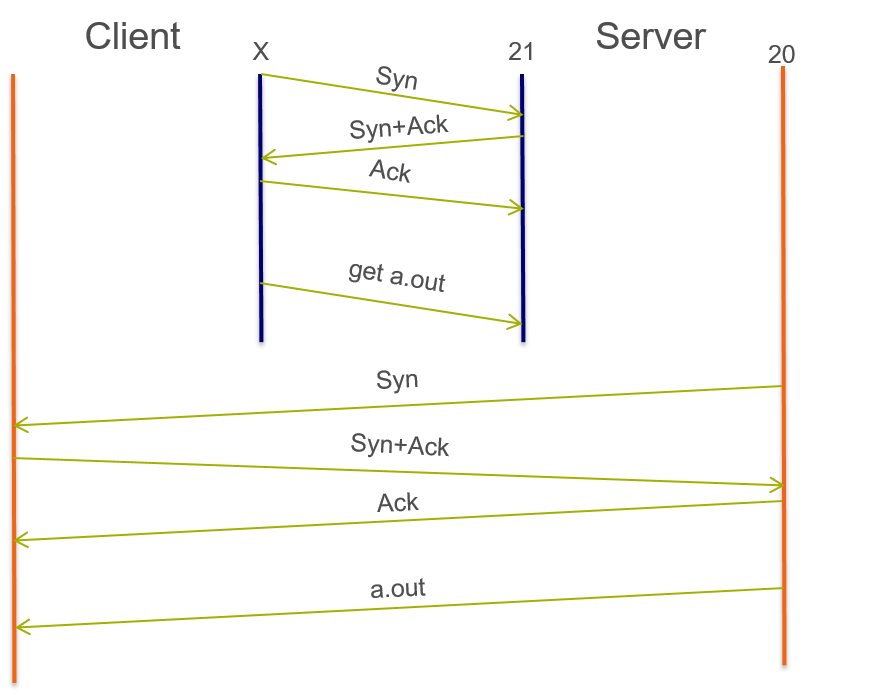 Client
Server
X
21
20
Syn
Syn+Ack
Ack
get a.out
Syn
Syn+Ack
Ack
a.out